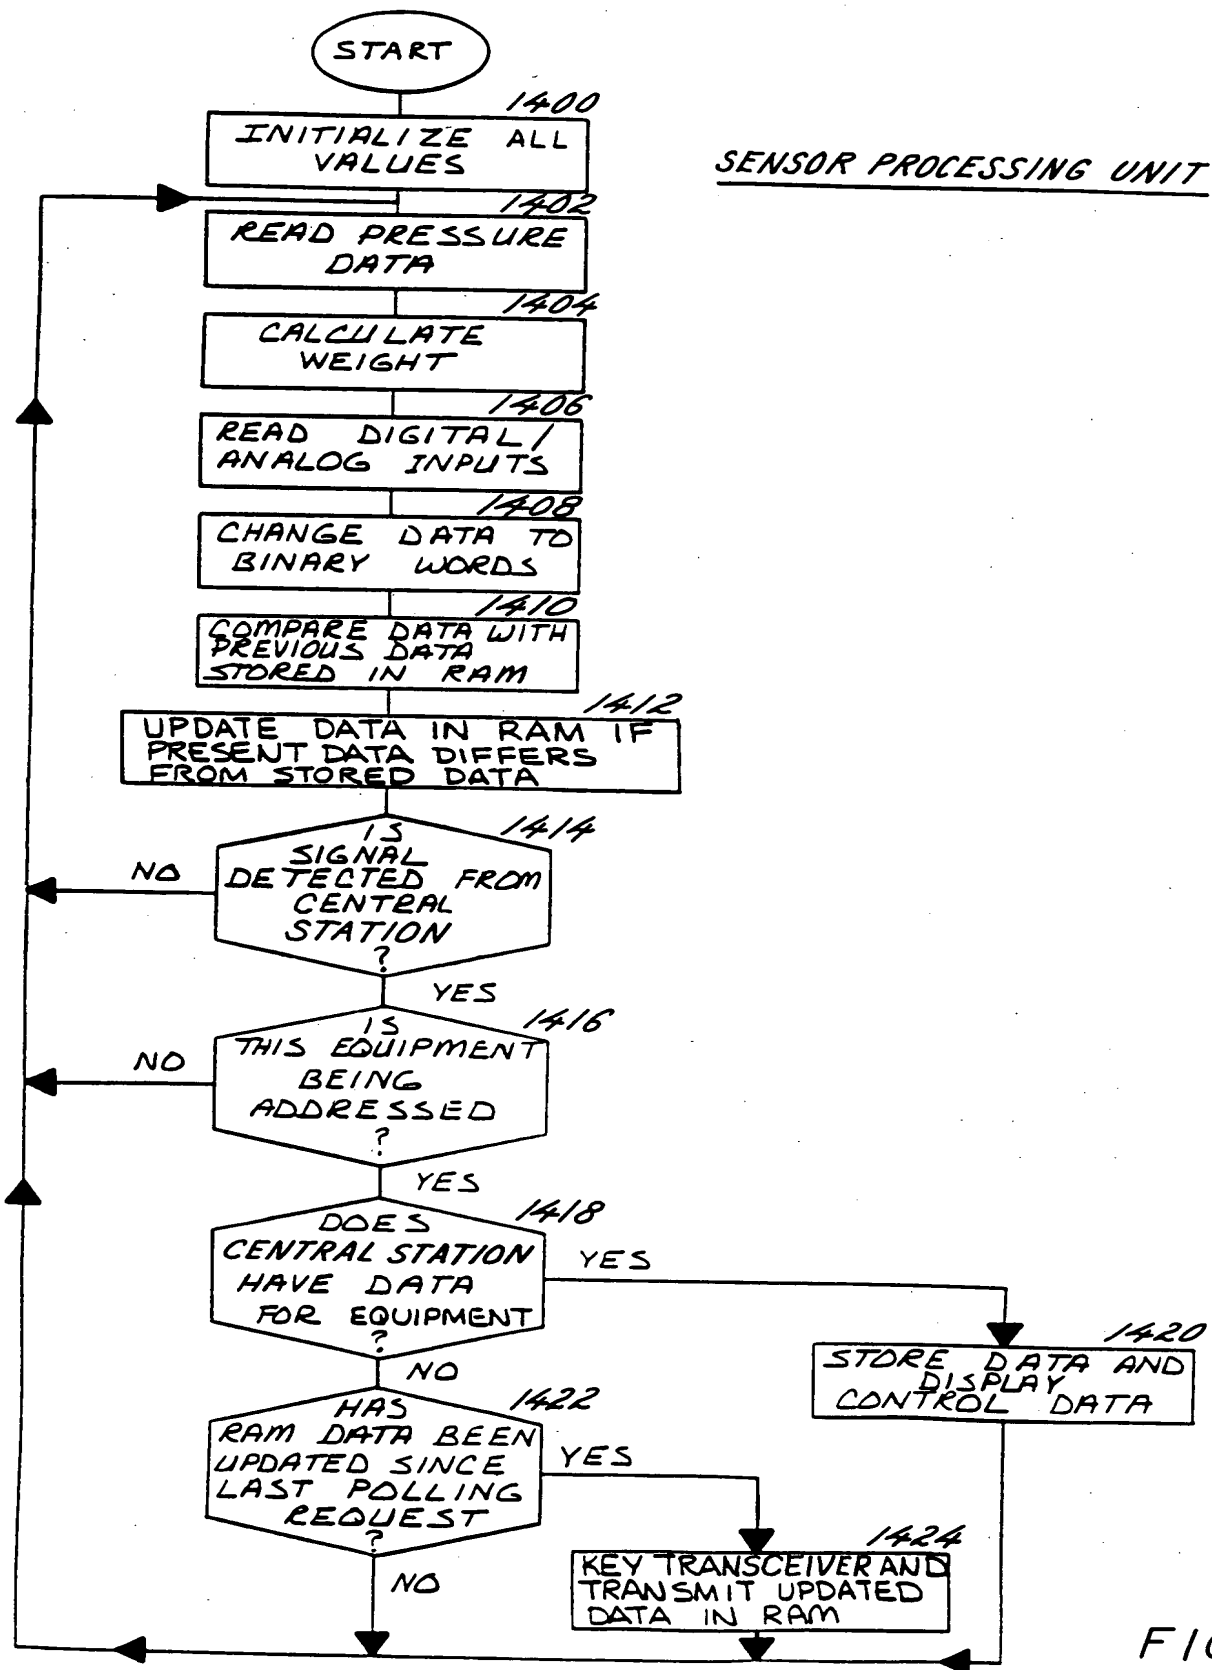 START
1400
INITIALIZE ALL
VALUES
SENSOR PROCESSING UNIT
1402
READ PRESSURE
DATA
1404
CALCULATE
WEIGHT
1406
READ DIGITAL/
ANALOG INPUTS
1408
CHANGE DATA TO
BINARY WORDS
1410
COMPARE DATA WITH
PREVIOUS DATA
STORED IN RAM
1412
UPDATE DATA IN RAM IF
PRESENT DATA DIFFERS
FROM STORED DATA
1414
IS
SIGNAL
DETECTED FROM
CENTRAL
STATION
?
NO
YES
1416
IS
THIS EQUIPMENT
BEING
ADDRESSED
?
NO
YES
1418
DOES
CENTRAL STATION
HAVE DATA
FOR EQUIPMENT
?
YES
NO
1420
STORE DATA AND
DISPLAY
CONTROL DATA
1422
HAS
RAM DATA BEEN
UPDATED SINCE
LAST POLLING
REQUEST
?
YES
NO
1424
KEY TRANSCEIVER AND
TRANSMIT UPDATED
DATA IN RAM